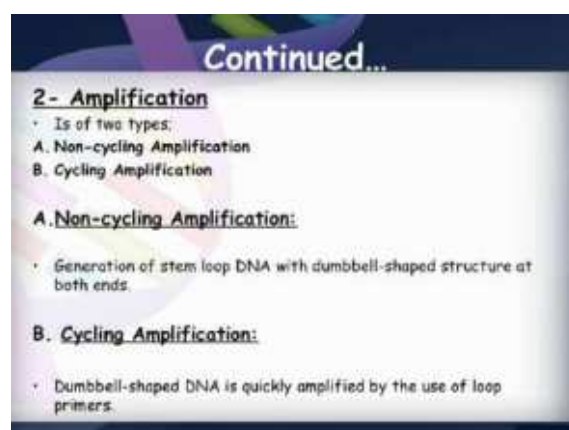 Continued...
2- Amplification
• Is of two types;
A. Non-cycling Amplification
B. Cycling Amplification
A.Non-cycling Amplification:
• Generation of stem loop DNA with dumbbell-shaped structure at
both ends.
B. Cycling Amplification:
• Dumbbell-shaped DNA is quickly amplified by the use of loop
primers.